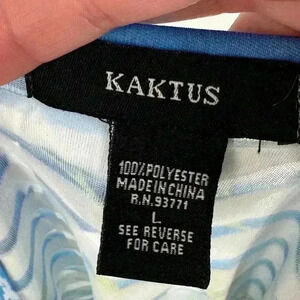 KAKTUS
100% POLYESTER
MADE IN CHINA
R.N. 93771
L
SEE REVERSE
FOR CARE